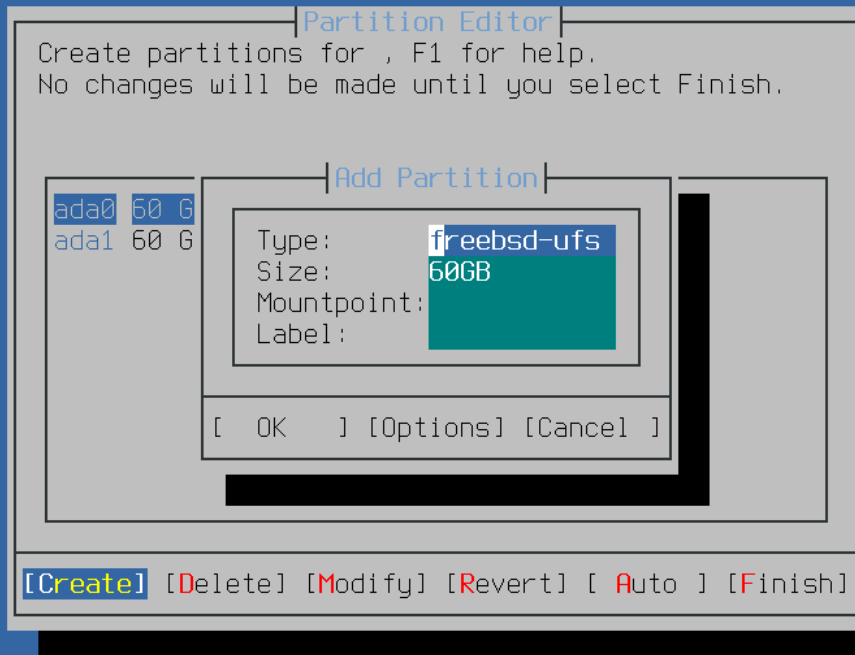 Partition Editor
Create partitions for , F1 for help.
No changes will be made until you select Finish.
Add Partition
ada0 60 G
ada1 60 G
Type: freebsd-ufs
Size: 60GB
Mountpoint:
Label:
[ OK ] [Options] [Cancel ]
[Create] [Delete] [Modify] [Revert] [ Auto ] [Finish]